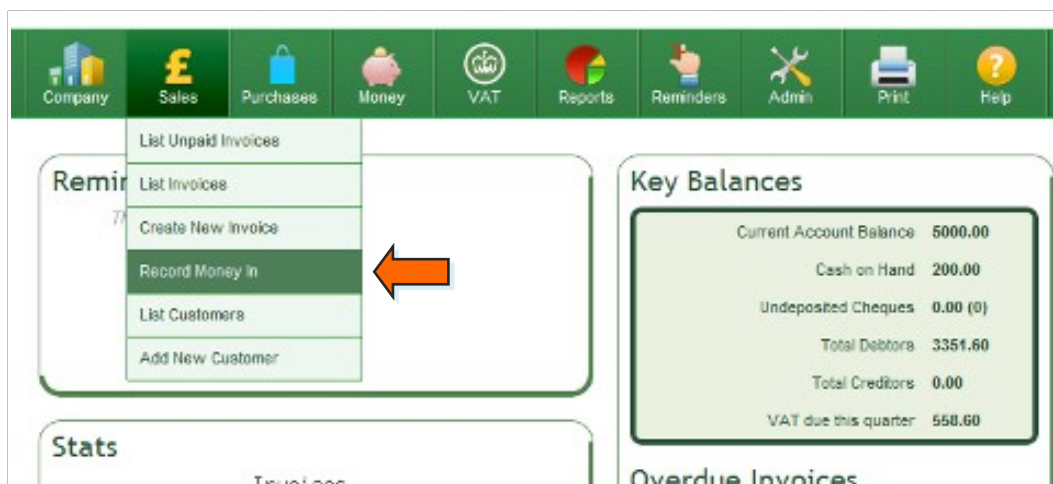 Company Sales Purchases Money VAT Reports Reminders Admin Print Help
List Unpaid Invoices
List Invoices
Create New Invoice
Record Money In
List Customers
Add New Customer
Key Balances
Current Account Balance 5000.00
Cash on Hand 200.00
Undeposited Cheques 0.00 (0)
Total Debtors 3351.60
Total Creditors 0.00
VAT due this quarter 558.60
Stats
Invoices
Overdue Invoices